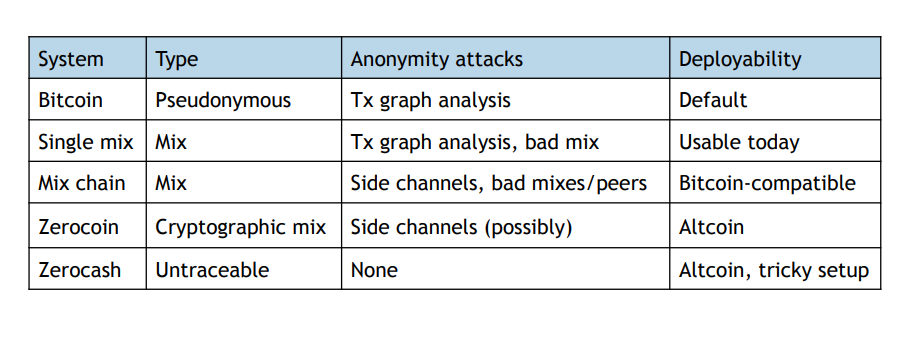 System Type Anonymity attacks Deployability
Bitcoin Pseudonymous Tx graph analysis Default
Single mix Mix Tx graph analysis, bad mix Usable today
Mix chain Mix Side channels, bad mixes/peers Bitcoin-compatible
Zerocoin Cryptographic mix Side channels (possibly) Altcoin
Zerocash Untraceable None Altcoin, tricky setup